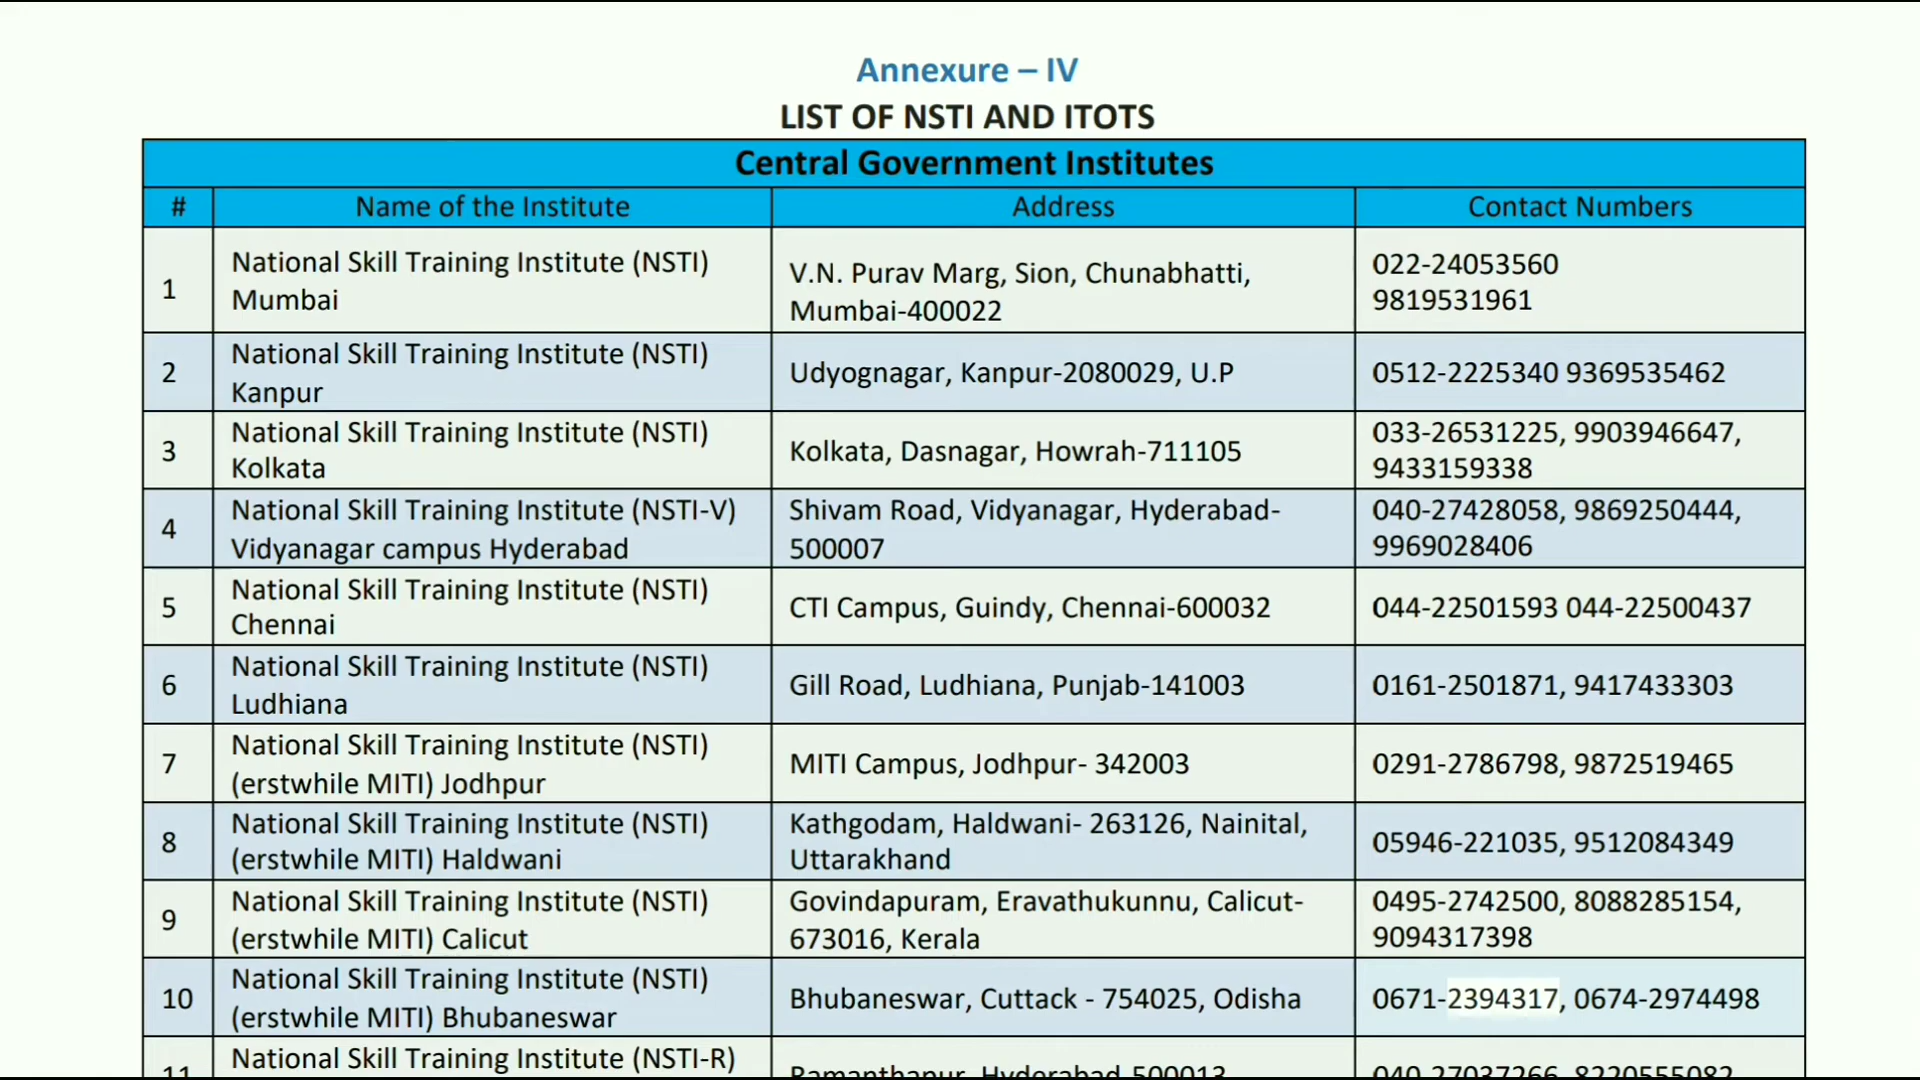 Annexure – IV
LIST OF NSTI AND ITOTS
Central Government Institutes
# Name of the Institute Address Contact Numbers
1 National Skill Training Institute (NSTI)
Mumbai
V.N. Purav Marg, Sion, Chunabhatti,
Mumbai-400022
022-24053560
9819531961
2 National Skill Training Institute (NSTI)
Kanpur
Udyognagar, Kanpur-2080029, U.P
0512-2225340 9369535462
3 National Skill Training Institute (NSTI)
Kolkata
Kolkata, Dasnagar, Howrah-711105
033-26531225, 9903946647,
9433159338
4 National Skill Training Institute (NSTI-V)
Vidyanagar campus Hyderabad
Shivam Road, Vidyanagar, Hyderabad-
500007
040-27428058, 9869250444,
9969028406
5 National Skill Training Institute (NSTI)
Chennai
CTI Campus, Guindy, Chennai-600032
044-22501593 044-22500437
6 National Skill Training Institute (NSTI)
Ludhiana
Gill Road, Ludhiana, Punjab-141003
0161-2501871, 9417433303
7 National Skill Training Institute (NSTI)
(erstwhile MITI) Jodhpur
MITI Campus, Jodhpur- 342003
0291-2786798, 9872519465
8 National Skill Training Institute (NSTI)
(erstwhile MITI) Haldwani
Kathgodam, Haldwani- 263126, Nainital,
Uttarakhand
05946-221035, 9512084349
9 National Skill Training Institute (NSTI)
(erstwhile MITI) Calicut
Govindapuram, Eravathukunnu, Calicut-
673016, Kerala
0495-2742500, 8088285154,
9094317398
10 National Skill Training Institute (NSTI)
(erstwhile MITI) Bhubaneswar
Bhubaneswar, Cuttack - 754025, Odisha
0671-2394317, 0674-2974498
11 National Skill Training Institute (NSTI-R)
Ramanthapur, Hyderabad-500013
040-27037266, 8220555082